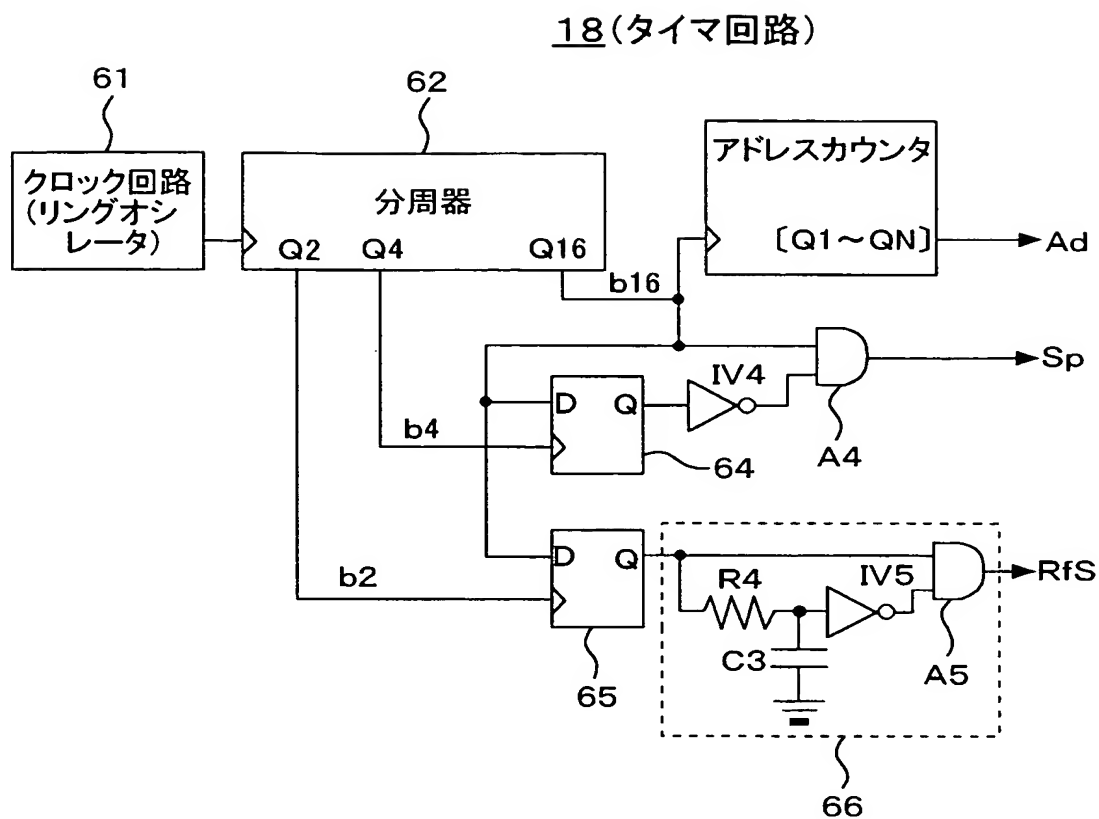 18(タイマ回路)
61
62
クロック回路
(リングオシ
レータ)
分周器
Q2
Q4
Q16
アドレスカウンタ
[Q1～QN]
Ad
b16
Sp
IV4
D
Q
b4
64
A4
D
Q
b2
65
R4
IV5
RfS
C3
A5
66